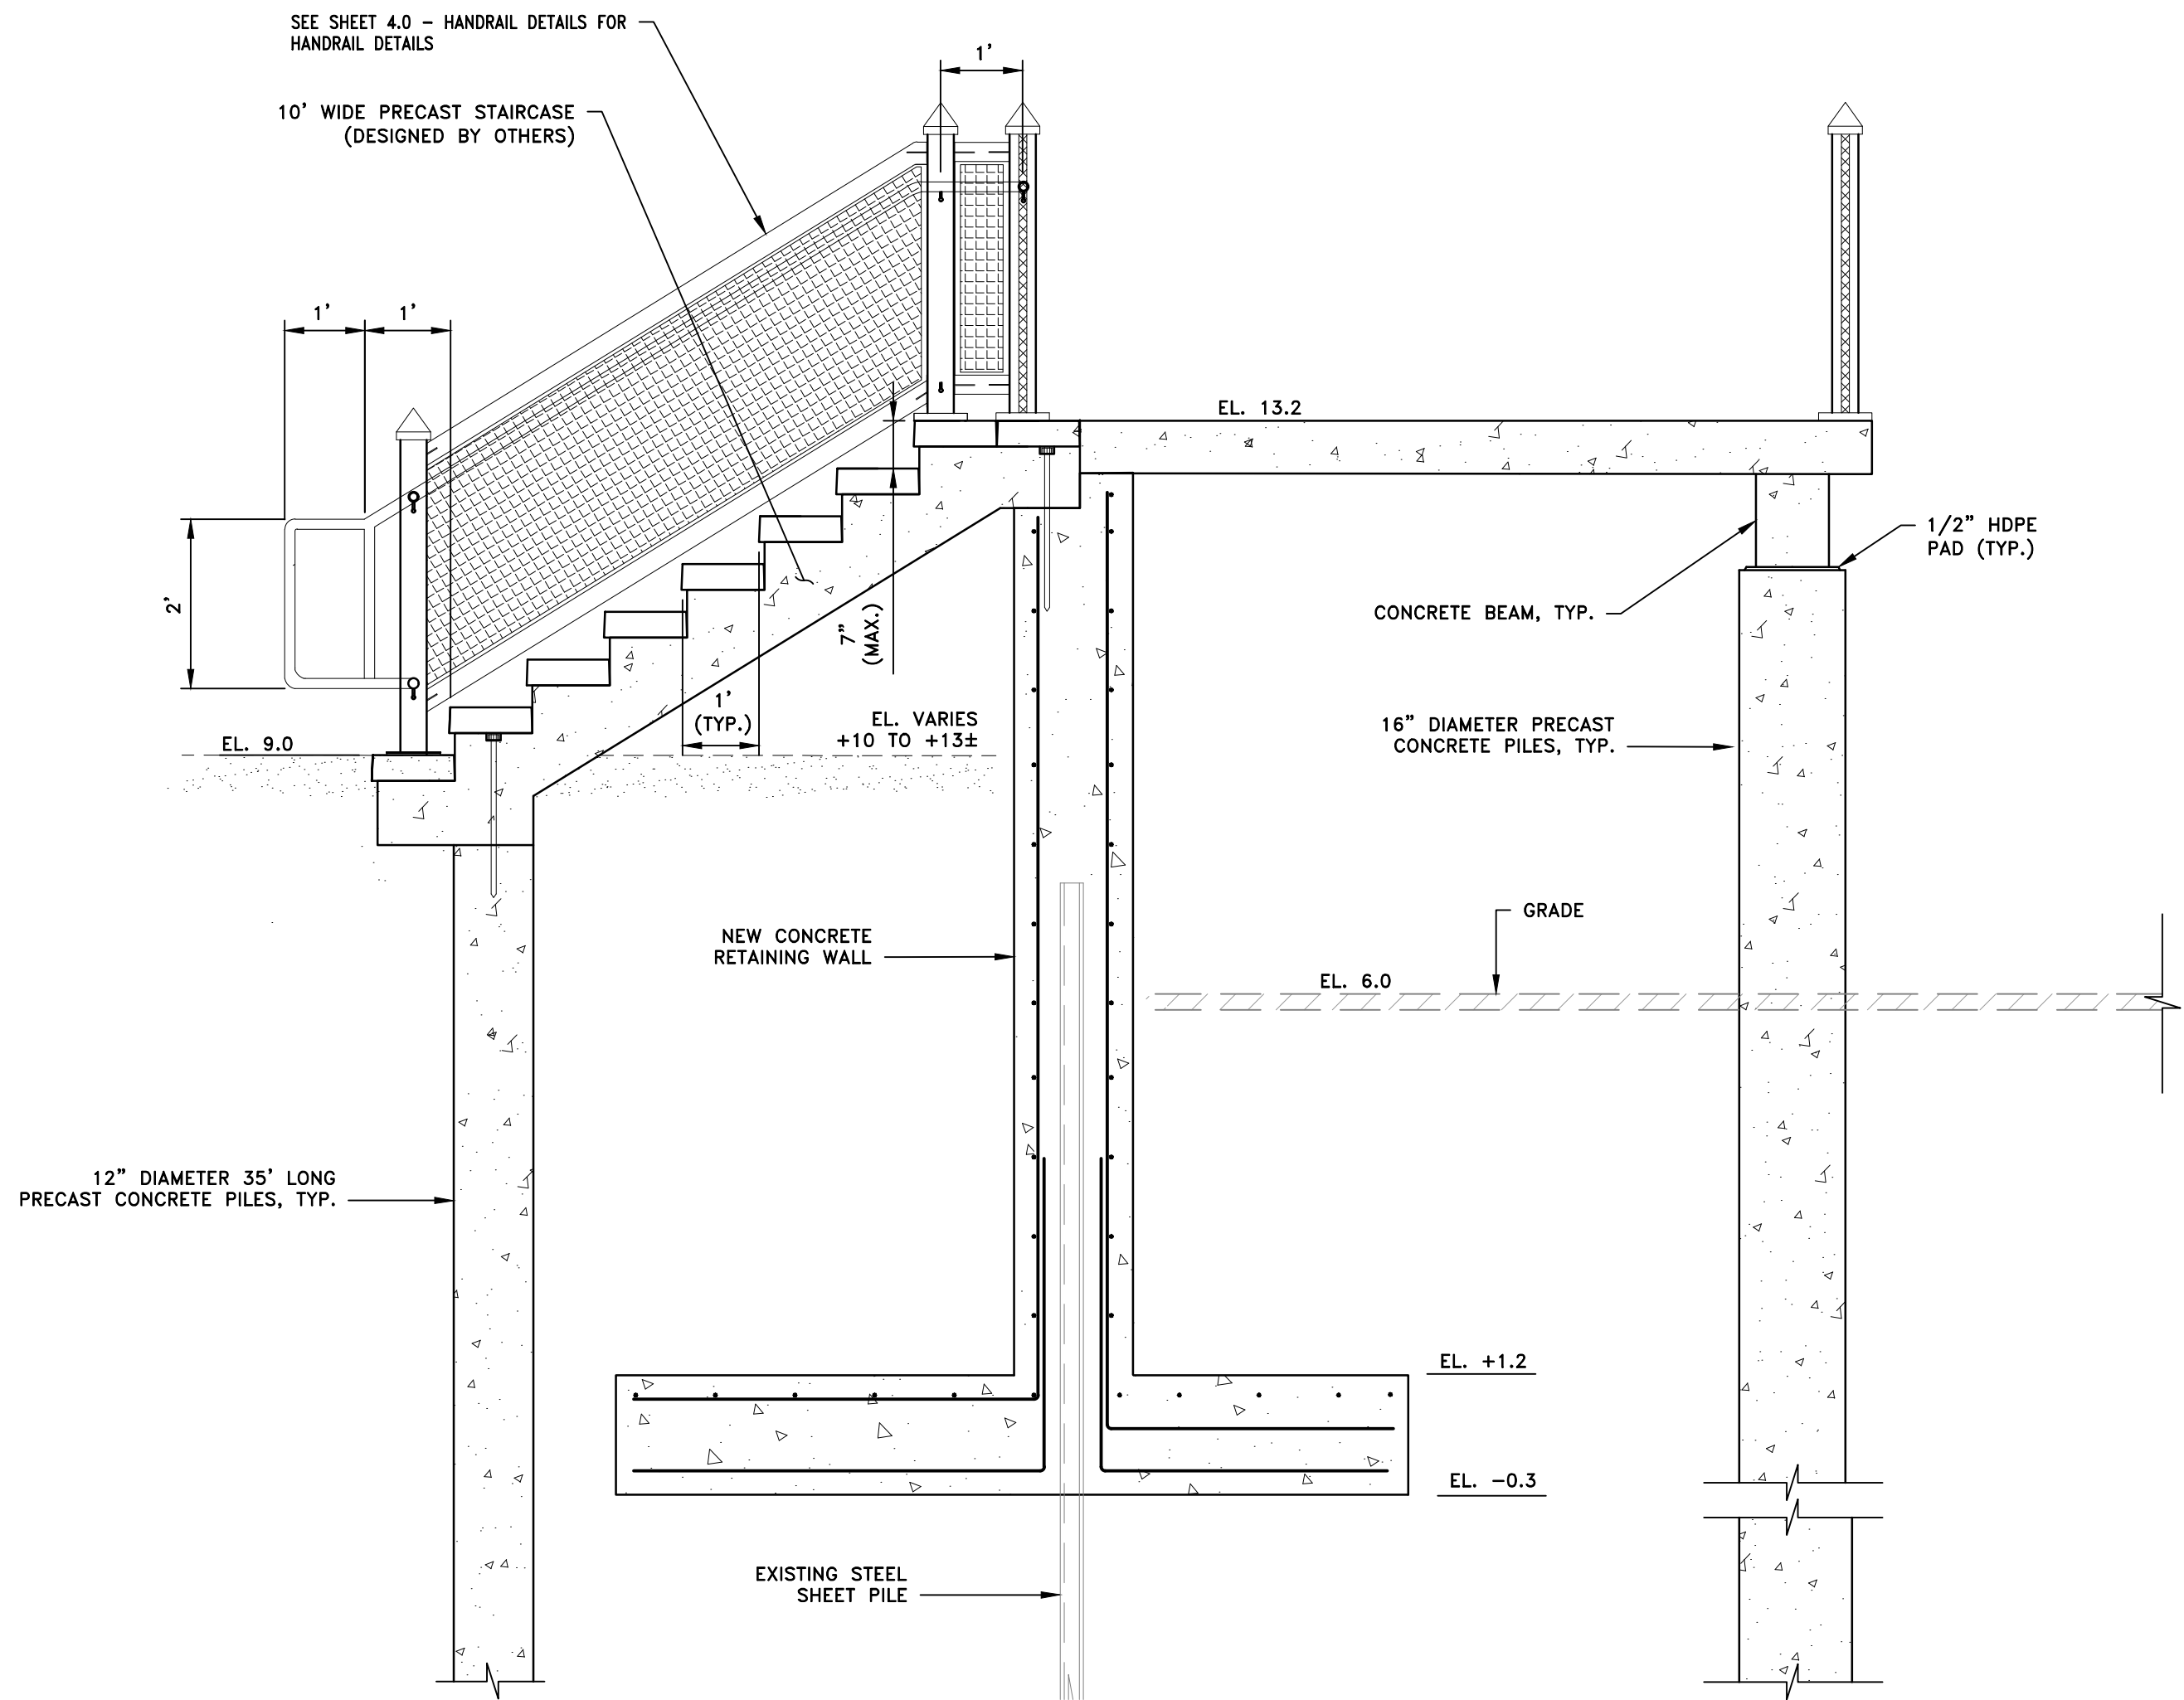 SEE SHEET 4.0 – HANDRAIL DETAILS FOR
HANDRAIL DETAILS
1'
10' WIDE PRECAST STAIRCASE
(DESIGNED BY OTHERS)
1'
1'
EL. 13.2
1/2" HDPE
PAD (TYP.)
2'
CONCRETE BEAM, TYP.
7"
(MAX.)
1'
(TYP.)
EL. VARIES
+10 TO +13±
EL. 9.0
16" DIAMETER PRECAST
CONCRETE PILES, TYP.
GRADE
NEW CONCRETE
RETAINING WALL
EL. 6.0
12" DIAMETER 35' LONG
PRECAST CONCRETE PILES, TYP.
EL. +1.2
EL. –0.3
EXISTING STEEL
SHEET PILE